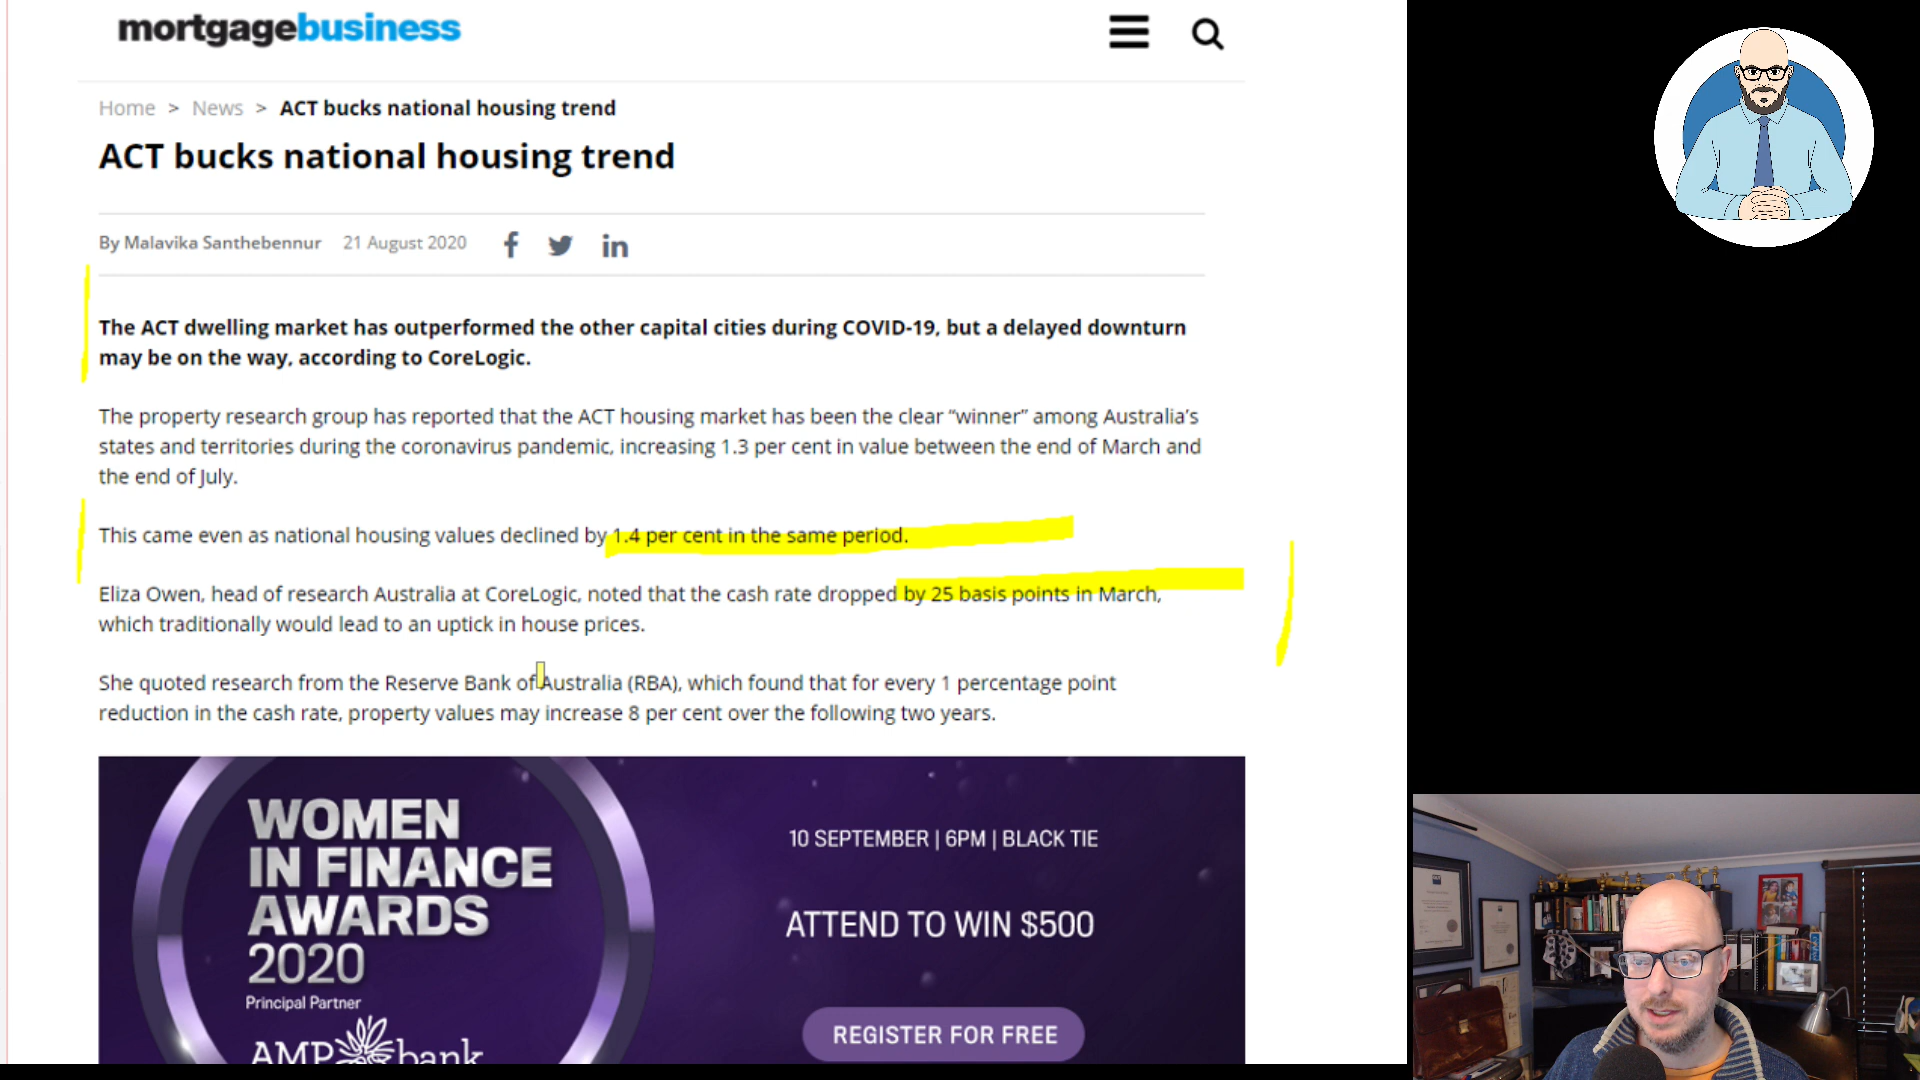 mortgagebusiness
Home > News > ACT bucks national housing trend
ACT bucks national housing trend
By Malavika Santhebennur 21 August 2020
The ACT dwelling market has outperformed the other capital cities during COVID-19, but a delayed downturn
may be on the way, according to CoreLogic.
The property research group has reported that the ACT housing market has been the clear “winner” among Australia’s
states and territories during the coronavirus pandemic, increasing 1.3 per cent in value between the end of March and
the end of July.
This came even as national housing values declined by 1.4 per cent in the same period.
Eliza Owen, head of research Australia at CoreLogic, noted that the cash rate dropped by 25 basis points in March,
which traditionally would lead to an uptick in house prices.
She quoted research from the Reserve Bank of Australia (RBA), which found that for every 1 percentage point
reduction in the cash rate, property values may increase 8 per cent over the following two years.
WOMEN
IN FINANCE
AWARDS
2020
Principal Partner
AMP bank
10 SEPTEMBER | 6PM | BLACK TIE
ATTEND TO WIN $500
REGISTER FOR FREE